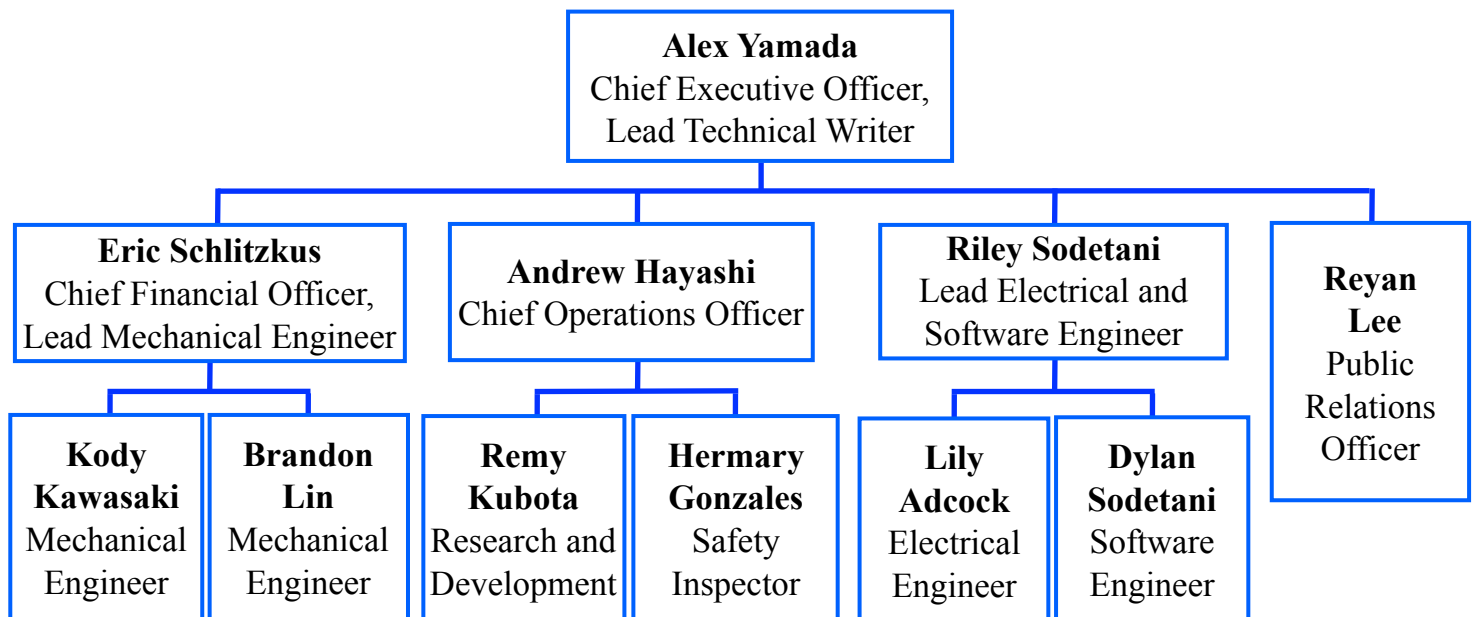 Alex Yamada
Chief Executive Officer,
Lead Technical Writer
Eric Schlitzkus
Chief Financial Officer,
Lead Mechanical Engineer
Andrew Hayashi
Chief Operations Officer
Riley Sodetani
Lead Electrical and
Software Engineer
Reyan
Lee
Public
Relations
Officer
Kody
Kawasaki
Mechanical
Engineer
Brandon
Lin
Mechanical
Engineer
Remy
Kubota
Research and
Development
Hermary
Gonzales
Safety
Inspector
Lily
Adcock
Electrical
Engineer
Dylan
Sodetani
Software
Engineer